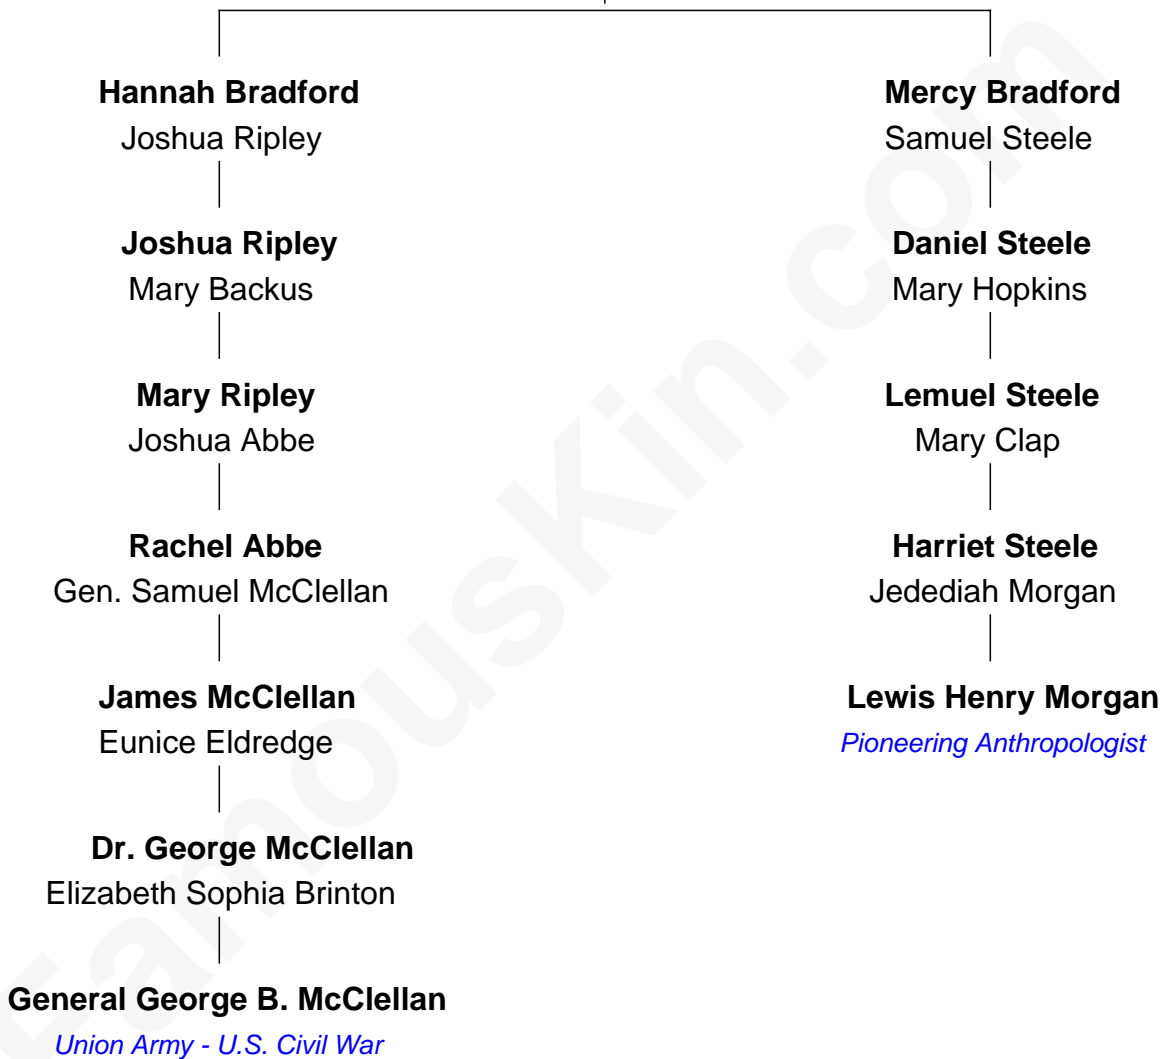 Hannah Bradford
Joshua Ripley
Mercy Bradford
Samuel Steele
Joshua Ripley
Mary Backus
Daniel Steele
Mary Hopkins
Mary Ripley
Joshua Abbe
Lemuel Steele
Mary Clap
Rachel Abbe
Gen. Samuel McClellan
Harriet Steele
Jedediah Morgan
James McClellan
Eunice Eldredge
Lewis Henry Morgan
Pioneering Anthropologist
Dr. George McClellan
Elizabeth Sophia Brinton
General George B. McClellan
Union Army - U.S. Civil War
FamousKin.com